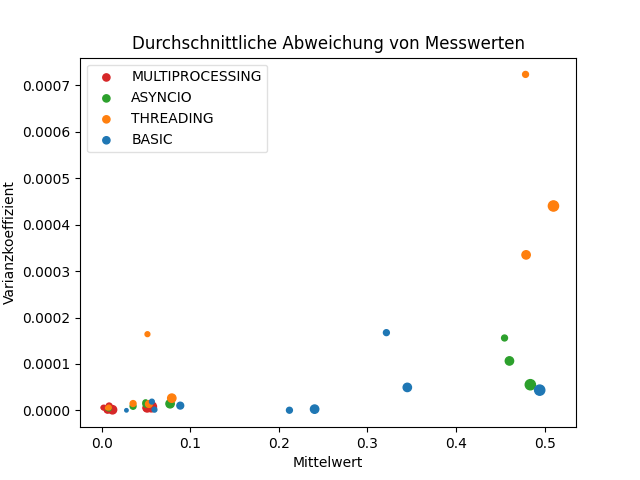 Durchschnittliche Abweichung von Messwerten
MULTIPROCESSING
ASYNCIO
THREADING
BASIC
Varianzkoeffizient
0.0007
0.0006
0.0005
0.0004
0.0003
0.0002
0.0001
0.0000
0.0 0.1 0.2 0.3 0.4 0.5
Mittelwert